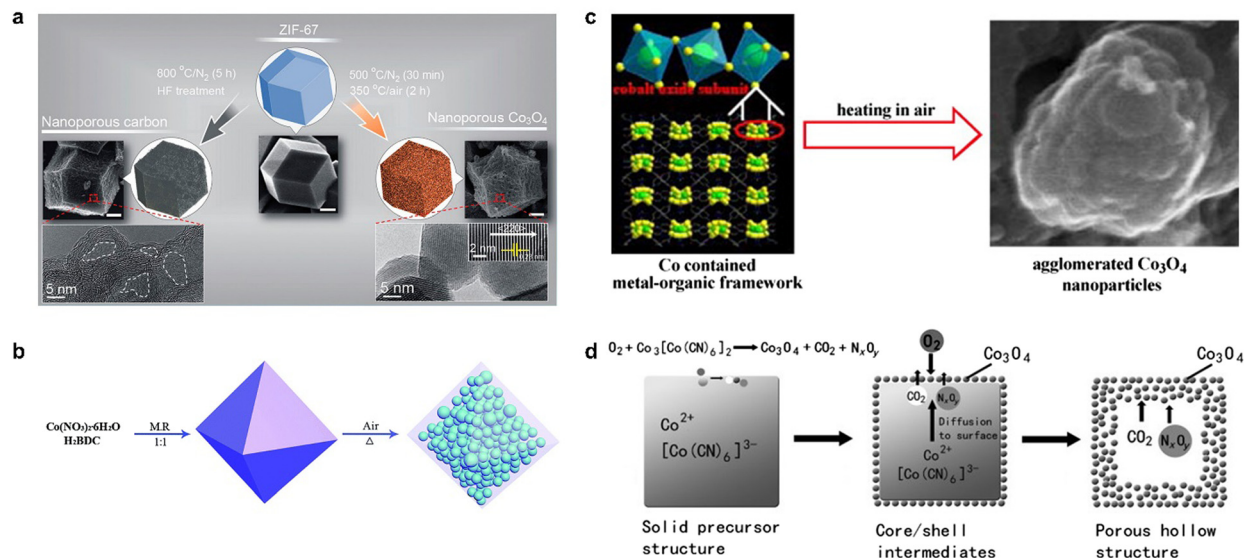 a
ZIF-67
800 °C/N₂ (5 h)
HF treatment
500 °C/N₂ (30 min)
350 °C/air (2 h)
Nanoporous carbon
Nanoporous Co₃O₄
5 nm
5 nm
2 nm
<220>
b
Co(NO₃)₂·6H₂O
H₂BDC
M.R
1:1
Air
△
c
cobalt oxide subunit
heating in air
Co contained
metal-organic framework
agglomerated Co₃O₄
nanoparticles
d
O₂ + Co₃[Co(CN)₆]₂ → Co₃O₄ + CO₂ + NₓOᵧ
Co²⁺
[Co(CN)₆]³⁻
Solid precursor
structure
O₂
Co₃O₄
CO₂
NₓOᵧ
Diffusion
to surface
Co²⁺
[Co(CN)₆]³⁻
Core/shell
intermediates
Co₃O₄
CO₂
NₓOᵧ
Porous hollow
structure